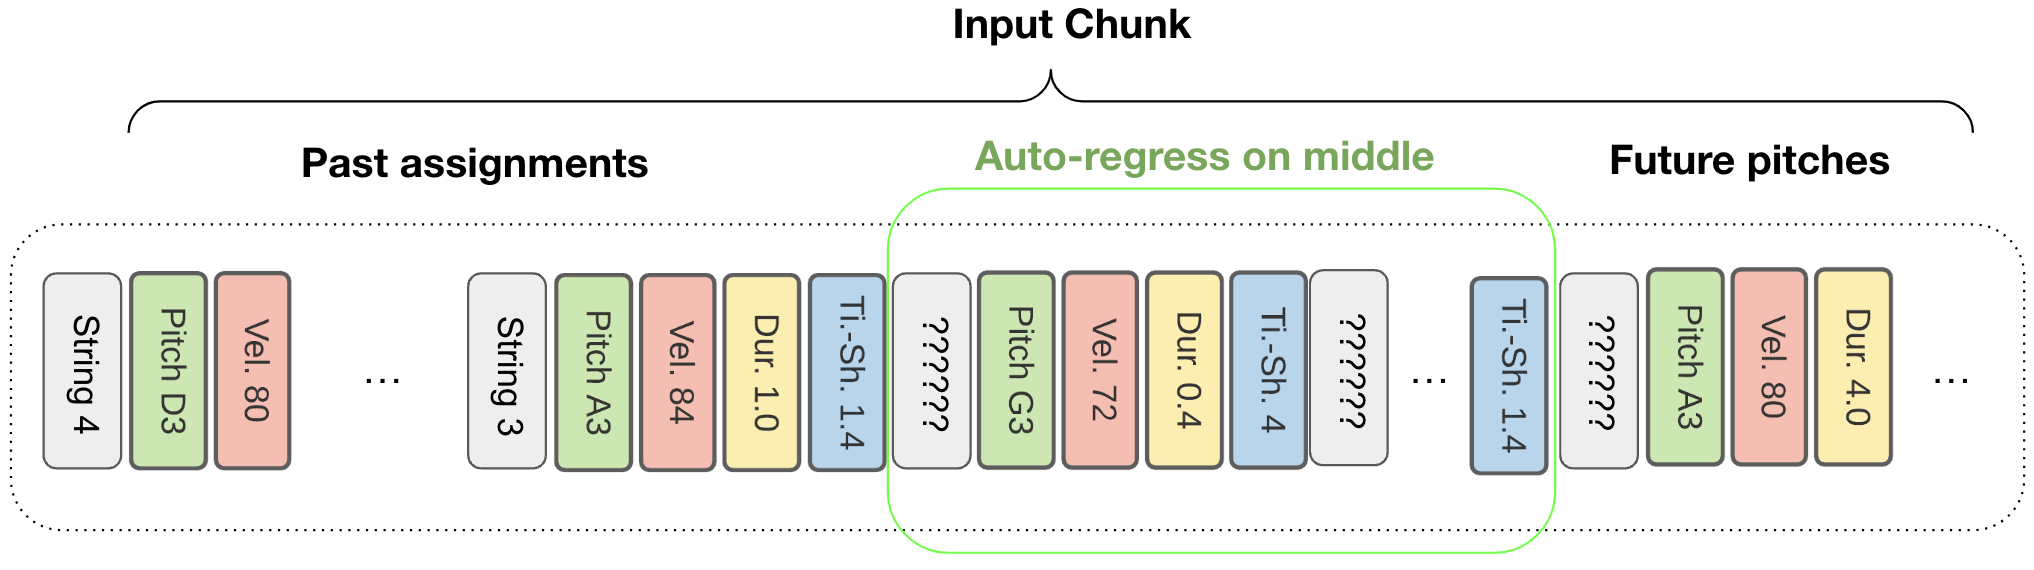 Input Chunk
Past assignments
Auto-regress on middle
Future pitches
String 4
Pitch D3
Vel. 80
...
String 3
Pitch A3
Vel. 84
Dur. 1.0
Ti.-Sh. 1.4
??????
Pitch G3
Vel. 72
Dur. 0.4
Ti.-Sh. 4
??????
...
Ti.-Sh. 1.4
??????
Pitch A3
Vel. 80
Dur. 4.0
...